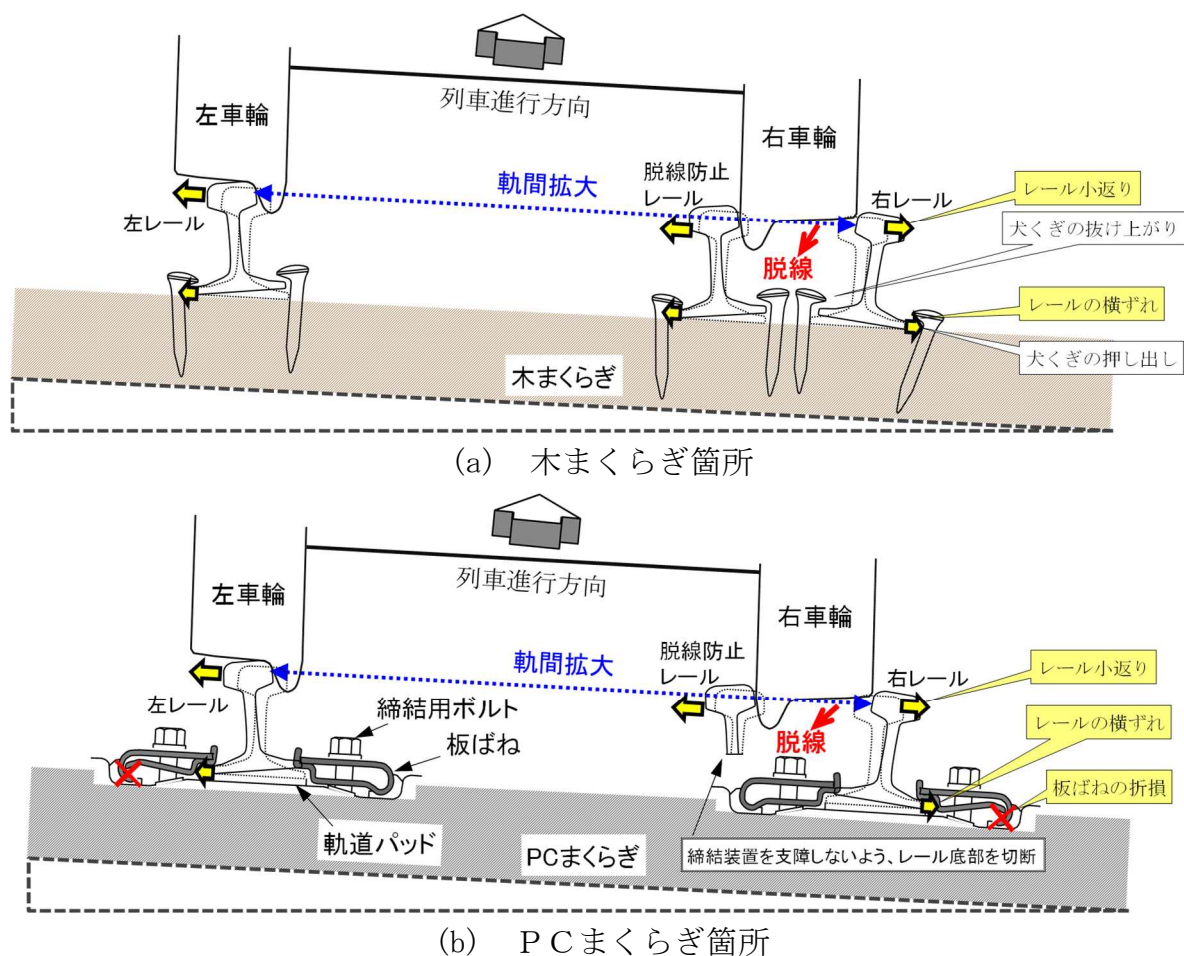 列車進行方向
左車輪
右車輪
脱線防止
レール
軌間拡大
左レール
右レール
レール小返り
犬くぎの抜け上がり
脱線
レールの横ずれ
犬くぎの押し出し
木まくらぎ
(a) 木まくらぎ箇所
列車進行方向
左車輪
右車輪
脱線防止
レール
軌間拡大
左レール
右レール
レール小返り
締結用ボルト
板ばね
レールの横ずれ
脱線
板ばねの折損
軌道パッド
PCまくらぎ
締結装置を支障しないよう、レール底部を切断
(b) ＰＣまくらぎ箇所